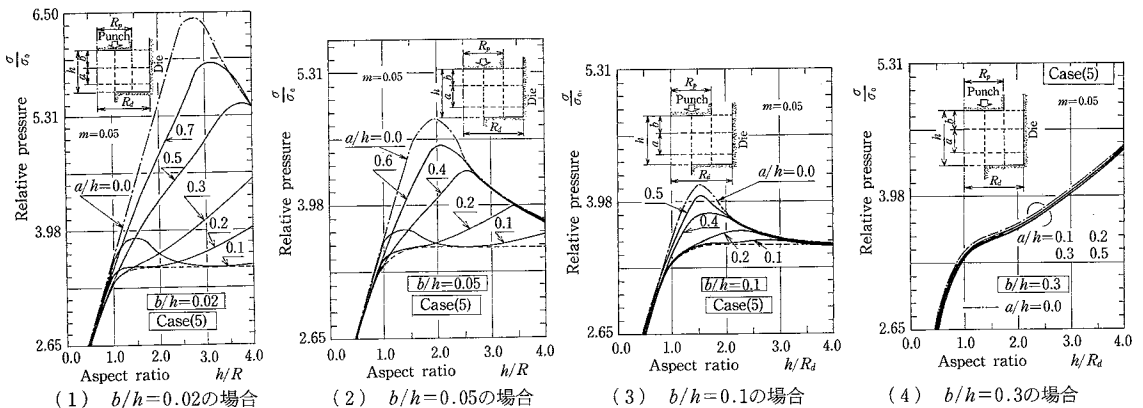 6.50
5.31
3.98
2.65
Relative pressure
σ/σ₀
Rp
Punch
h
a
b
Rd
Die
m=0.05
0.7
0.5
0.3
a/h=0.0
0.2
0.1
b/h=0.02
Case(5)
0.0 1.0 2.0 3.0 4.0
Aspect ratio h/R
(1) b/h=0.02の場合
5.31
3.98
2.65
Relative pressure
σ/σ₀
m=0.05
Rp
h
a
b
Rd
Die
a/h=0.0
0.6
0.4
0.2
0.1
b/h=0.05
Case(5)
0.0 1.0 2.0 3.0 4.0
Aspect ratio h/R
(2) b/h=0.05の場合
5.31
3.98
2.65
Relative pressure
σ/σ₀
Rp
Punch
m=0.05
h
a
b
Rd
Die
a/h=0.0
0.5
0.4
0.2
0.1
b/h=0.1
Case(5)
0.0 1.0 2.0 3.0 4.0
Aspect ratio h/Rd
(3) b/h=0.1の場合
5.31
3.98
2.65
Relative pressure
σ/σ₀
Case(5)
Rp
Punch
m=0.05
h
a
b
Rd
Die
a/h=0.1 0.2
0.3 0.5
b/h=0.3
a/h=0.0
0.0 1.0 2.0 3.0 4.0
Aspect ratio h/Rd
(4) b/h=0.3の場合